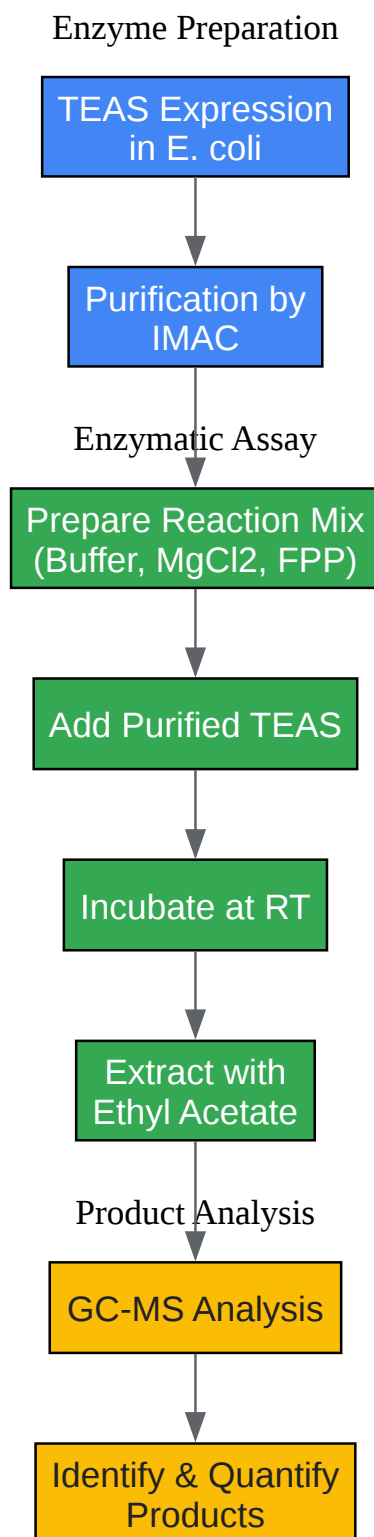 Enzyme Preparation
TEAS Expression
in E. coli
Purification by
IMAC
Enzymatic Assay
Prepare Reaction Mix
(Buffer, MgCl2, FPP)
Add Purified TEAS
Incubate at RT
Extract with
Ethyl Acetate
Product Analysis
GC-MS Analysis
Identify & Quantify
Products